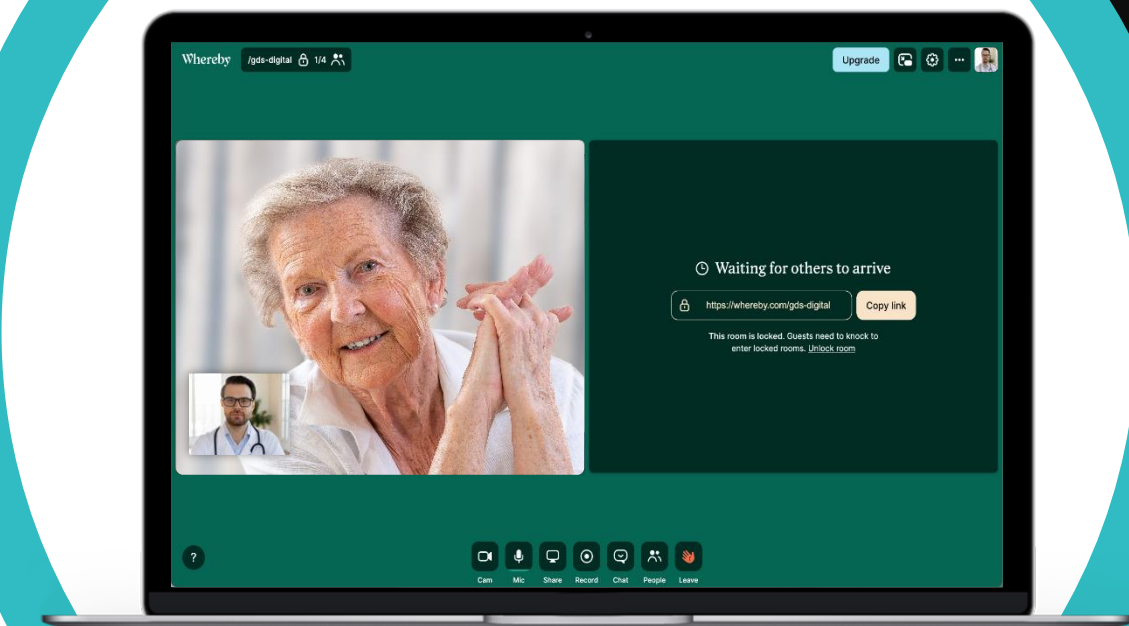 Whereby
/gds-digital 1/4
Upgrade
Waiting for others to arrive
https://whereby.com/gds-digital
Copy link
This room is locked. Guests need to knock to
enter locked rooms. Unlock room
?
Cam Mic Share Record Chat People Leave